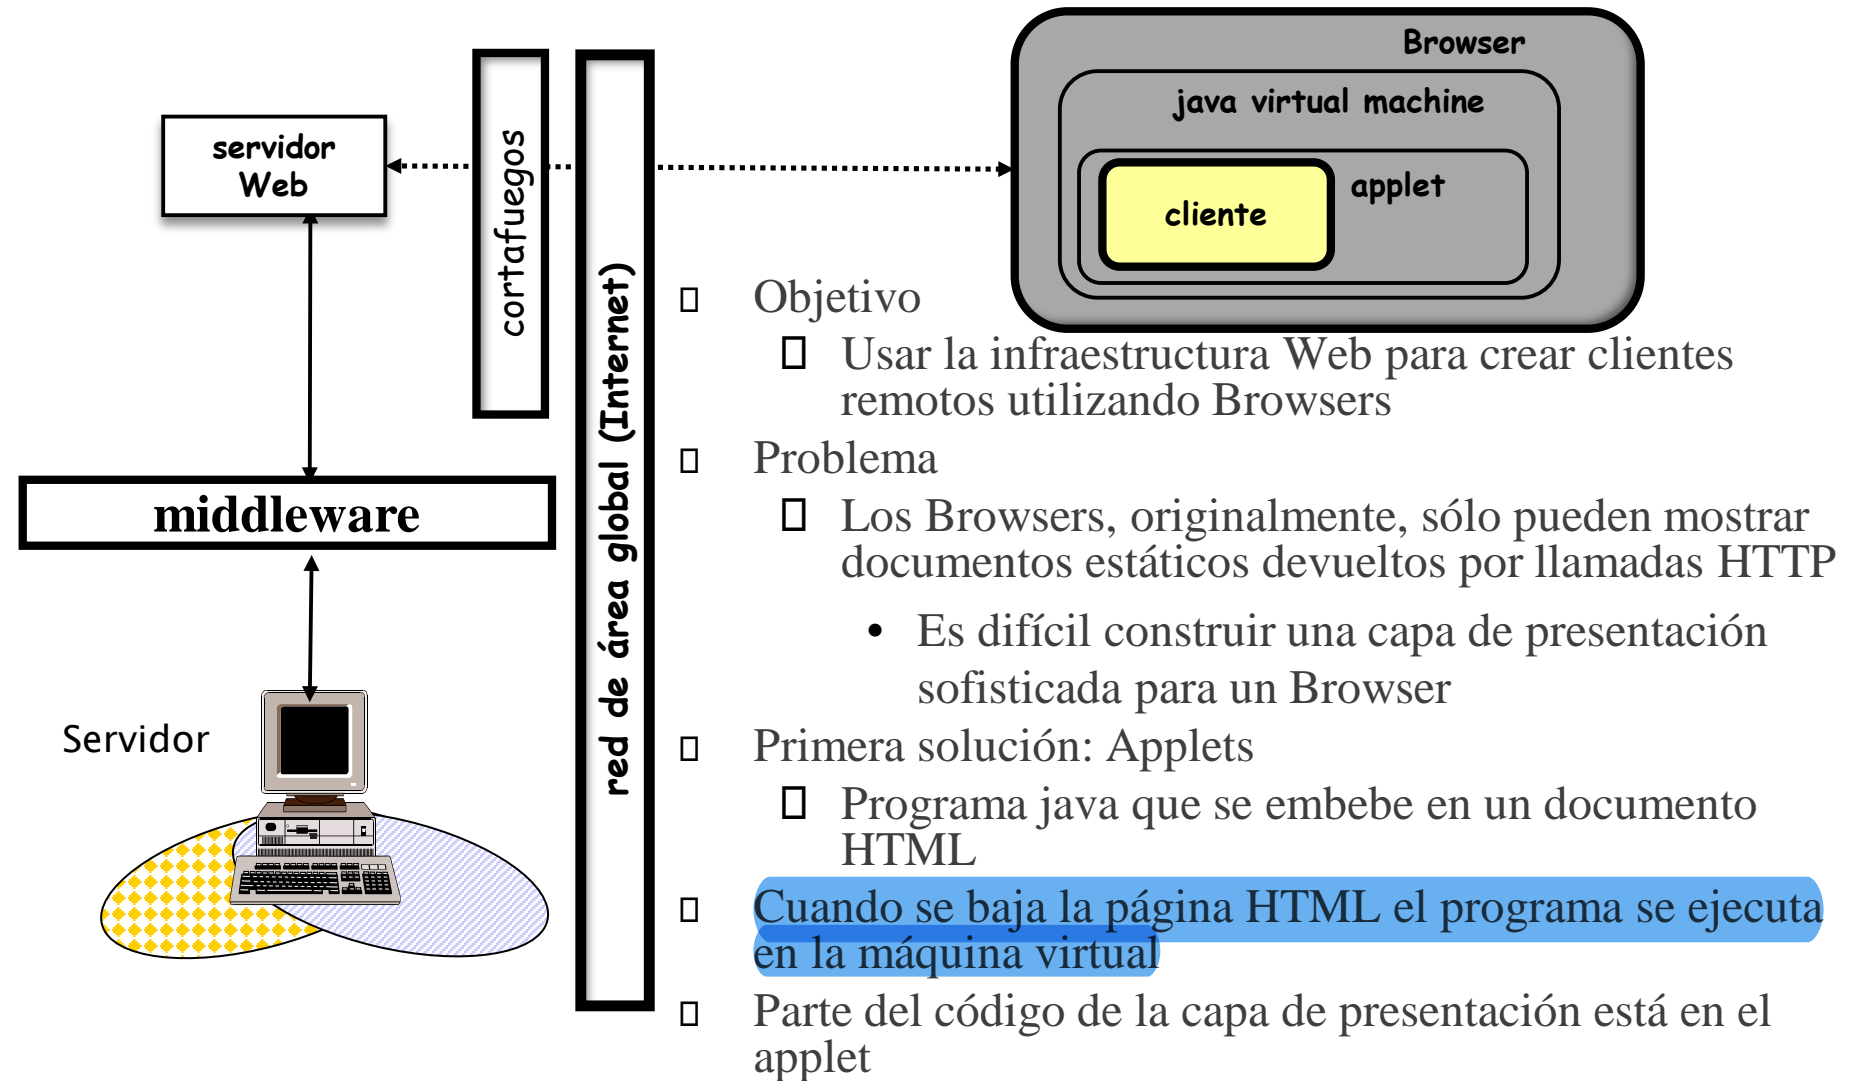 Browser
java virtual machine
applet
cliente
servidor
Web
cortafuegos
red de área global (Internet)
middleware
Servidor
Objetivo
Usar la infraestructura Web para crear clientes
remotos utilizando Browsers
Problema
Los Browsers, originalmente, sólo pueden mostrar
documentos estáticos devueltos por llamadas HTTP
• Es difícil construir una capa de presentación
sofisticada para un Browser
Primera solución: Applets
Programa java que se embebe en un documento
HTML
Cuando se baja la página HTML el programa se ejecuta
en la máquina virtual
Parte del código de la capa de presentación está en el
applet